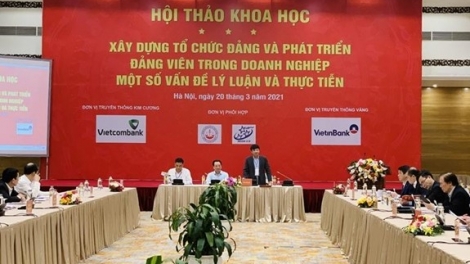 HỘI THẢO KHOA HỌC
XÂY DỰNG TỔ CHỨC ĐẢNG VÀ PHÁT TRIỂN
ĐẢNG VIÊN TRONG DOANH NGHIỆP
MỘT SỐ VẤN ĐỀ LÝ LUẬN VÀ THỰC TIỄN
Hà Nội, ngày 20 tháng 3 năm 2021
ĐƠN VỊ TRUYỀN THÔNG KIM CƯƠNG
ĐƠN VỊ PHỐI HỢP
ĐƠN VỊ TRUYỀN THÔNG VÀNG
Vietcombank
VietinBank
KHOA HỌC